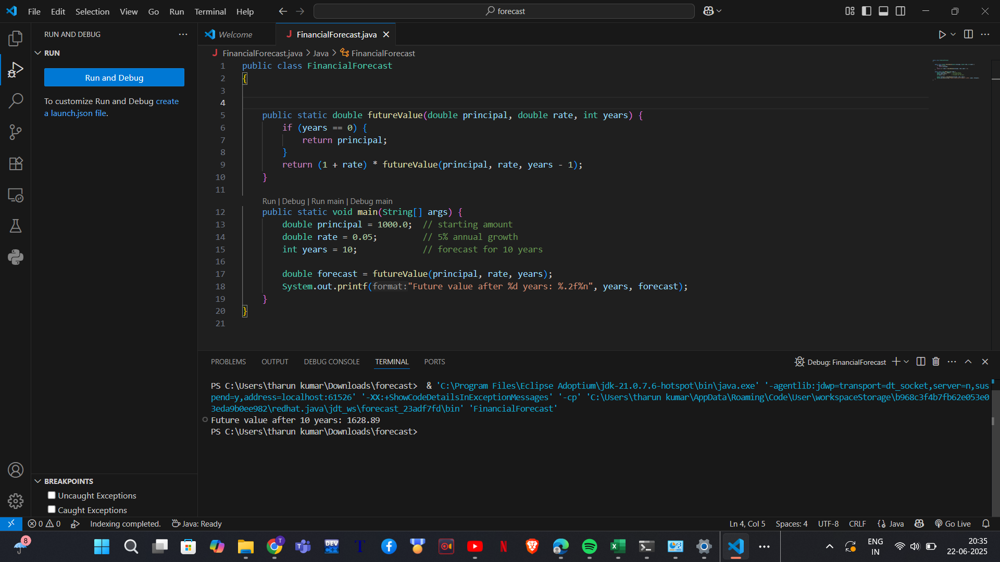 File Edit Selection View Go Run Terminal Help
forecast
RUN AND DEBUG
RUN
Run and Debug
To customize Run and Debug create
a launch.json file.
Welcome
J FinancialForecast.java
J FinancialForecast.java > Java > FinancialForecast
1 public class FinancialForecast
2 {
3
4
5 public static double futureValue(double principal, double rate, int years) {
6 if (years == 0) {
7 return principal;
8 }
9 return (1 + rate) * futureValue(principal, rate, years - 1);
10 }
11
Run | Debug | Run main | Debug main
12 public static void main(String[] args) {
13 double principal = 1000.0; // starting amount
14 double rate = 0.05; // 5% annual growth
15 int years = 10; // forecast for 10 years
16
17 double forecast = futureValue(principal, rate, years);
18 System.out.printf(format:"Future value after %d years: %.2f%n", years, forecast);
19 }
20 }
21
PROBLEMS OUTPUT DEBUG CONSOLE TERMINAL PORTS
Debug: FinancialForecast
PS C:\Users\tharun kumar\Downloads\forecast> & 'C:\Program Files\Eclipse Adoptium\jdk-21.0.7.6-hotspot\bin\java.exe' '-agentlib:jdwp=transport=dt_socket,server=n,sus
pend=y,address=localhost:61526' '-XX:+ShowCodeDetailsInExceptionMessages' '-cp' 'C:\Users\tharun kumar\AppData\Roaming\Code\User\workspaceStorage\b968c3f4b7fb62e053e0
3eda9b0ee982\redhat.java\jdt_ws\forecast_23adf7fd\bin' 'FinancialForecast'
Future value after 10 years: 1628.89
PS C:\Users\tharun kumar\Downloads\forecast>
BREAKPOINTS
Uncaught Exceptions
Caught Exceptions
0 0 Indexing completed. Java: Ready
Ln 4, Col 5 Spaces: 4 UTF-8 CRLF Java Go Live
8
T
DEV
T
N
ENG
IN
20:35
22-06-2025